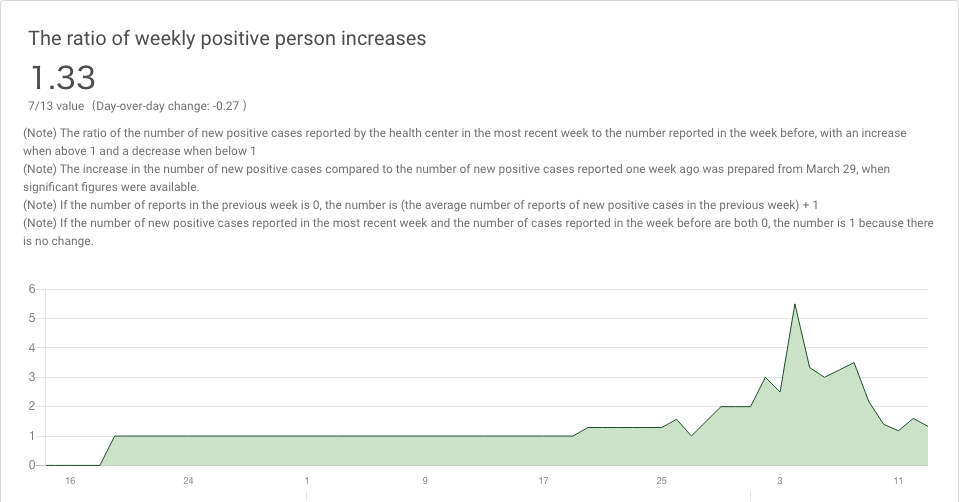 The ratio of weekly positive person increases
1.33
7/13 value（Day-over-day change: -0.27 ）
(Note) The ratio of the number of new positive cases reported by the health center in the most recent week to the number reported in the week before, with an increase
when above 1 and a decrease when below 1
(Note) The increase in the number of new positive cases compared to the number of new positive cases reported one week ago was prepared from March 29, when
significant figures were available.
(Note) If the number of reports in the previous week is 0, the number is (the average number of reports of new positive cases in the previous week) + 1
(Note) If the number of new positive cases reported in the most recent week and the number of cases reported in the week before are both 0, the number is 1 because there
is no change.
6
5
4
3
2
1
0
16 24 1 9 17 25 3 11